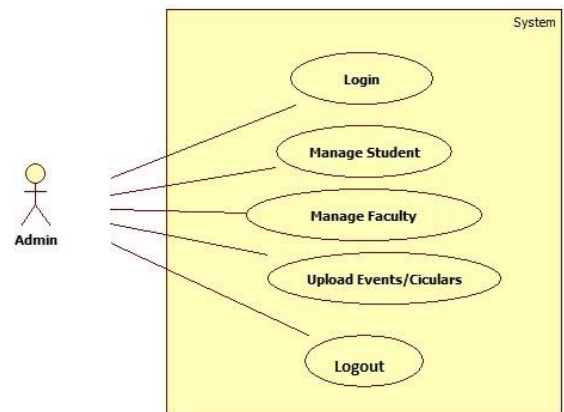 System
Login
Manage Student
Manage Faculty
Admin
Upload Events/Ciculars
Logout